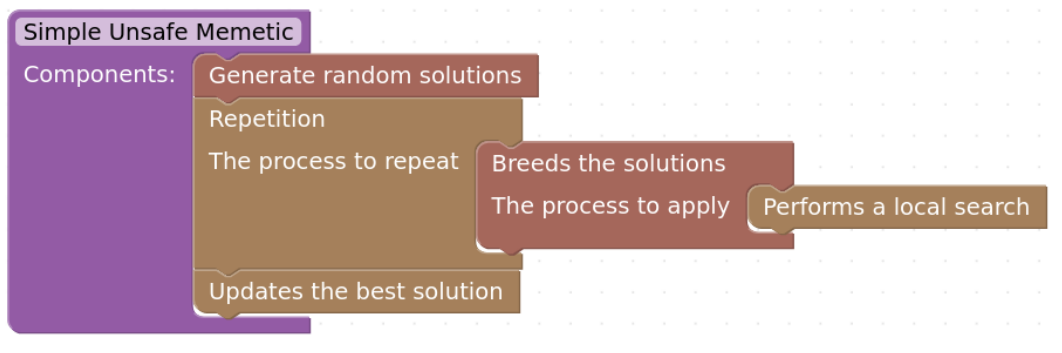 Simple Unsafe Memetic
Components:
Generate random solutions
Repetition
The process to repeat
Breeds the solutions
The process to apply
Performs a local search
Updates the best solution